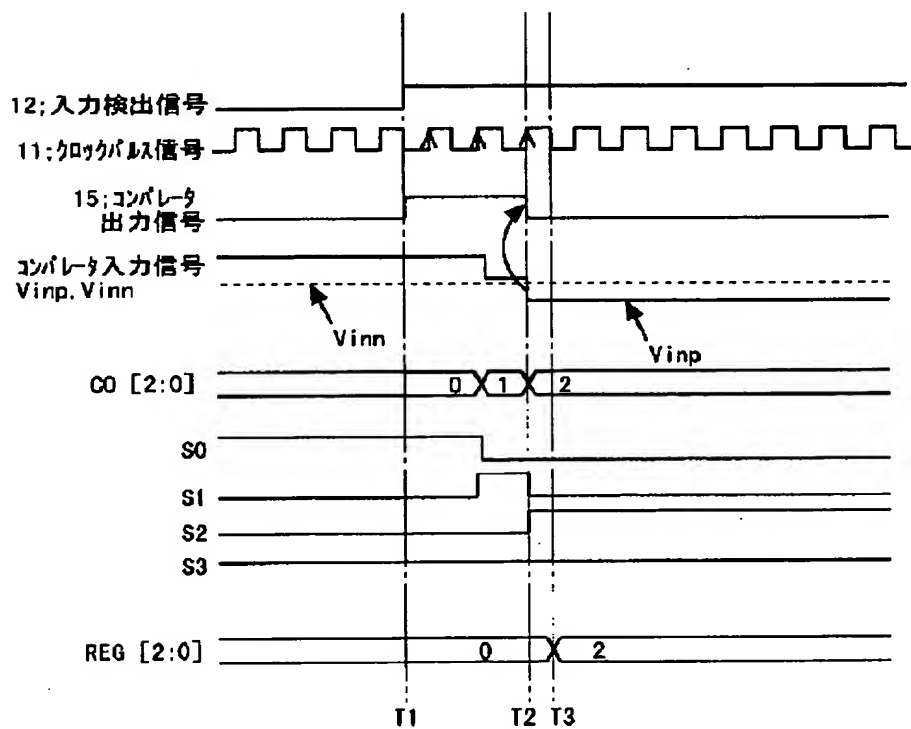 12;入力検出信号
11;クロックパルス信号
15;コンパレータ
出力信号
コンパレータ入力信号
Vinp.Vinn
Vinn
Vinp
CO [2:0]
0 1 2
S0
S1
S2
S3
REG [2:0]
0 2
T1 T2 T3